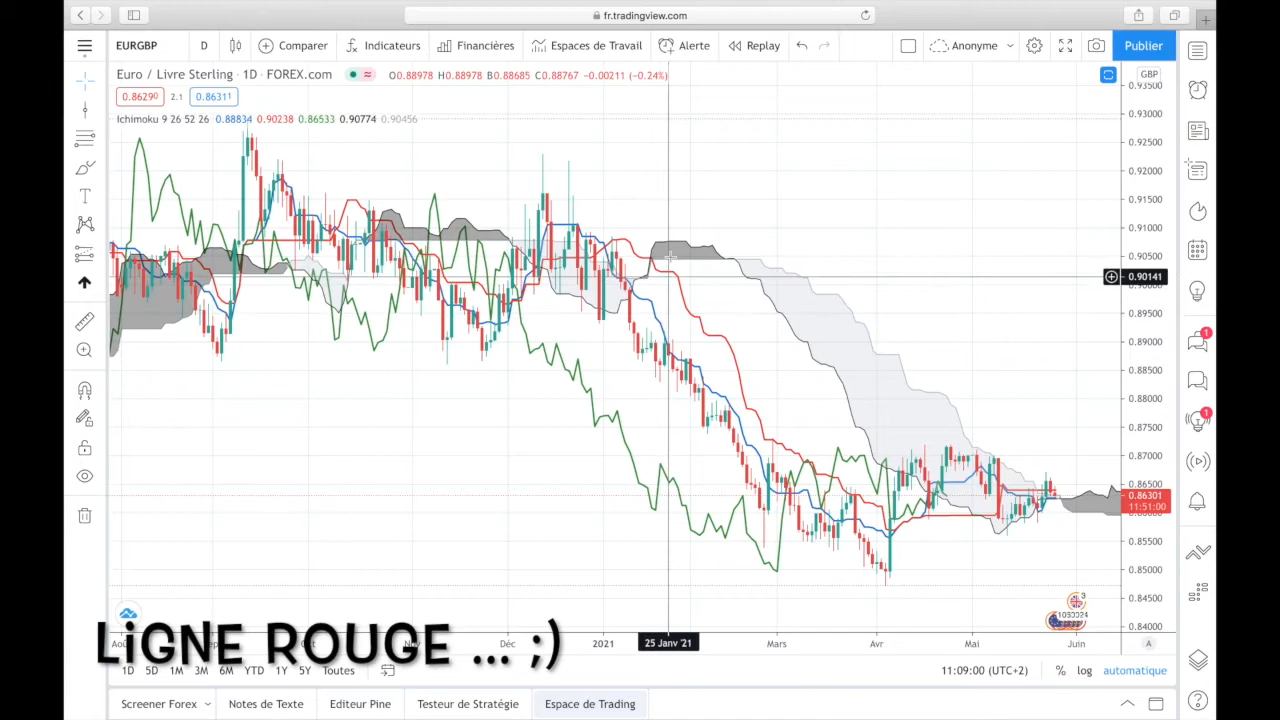 fr.tradingview.com
EURGBP D Comparer Indicateurs Financières Espaces de Travail Alerte Replay Anonyme Publier
Euro / Livre Sterling · 1D · FOREX.com O0.88978 H0.88978 B0.88685 C0.88767 −0.00211 (−0.24%) GBP
0.86290 2.1 0.86311
Ichimoku 9 26 52 26 0.88834 0.90238 0.86533 0.90774 0.90456
0.93500
0.93000
0.92500
0.92000
0.91500
0.91000
0.90500
0.90141
0.90000
0.89500
0.89000
0.88500
0.88000
0.87500
0.87000
0.86500
0.86301
11:51:00
0.85500
0.85000
0.84500
0.84000
1
1
3
LIGNE ROUGE ... ;)
Déc 2021 25 Janv '21 Mars Avr Mai Juin A
1D 5D 1M 3M 6M YTD 1Y 5Y Toutes 11:09:00 (UTC+2) % log automatique
Screener Forex Notes de Texte Editeur Pine Testeur de Stratégie Espace de Trading